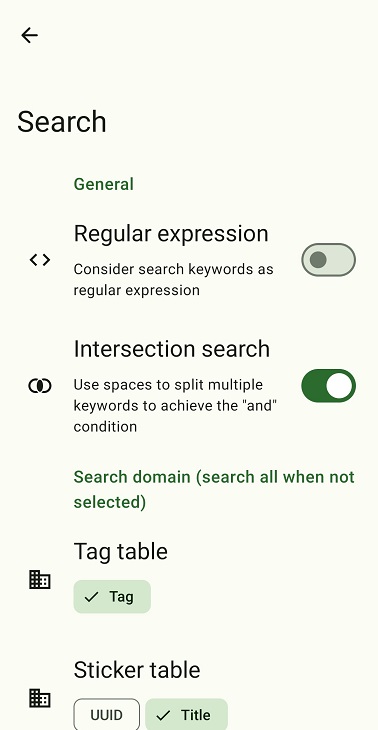 Search
General
Regular expression
Consider search keywords as
regular expression
Intersection search
Use spaces to split multiple
keywords to achieve the "and"
condition
Search domain (search all when not
selected)
Tag table
Tag
Sticker table
UUID
Title